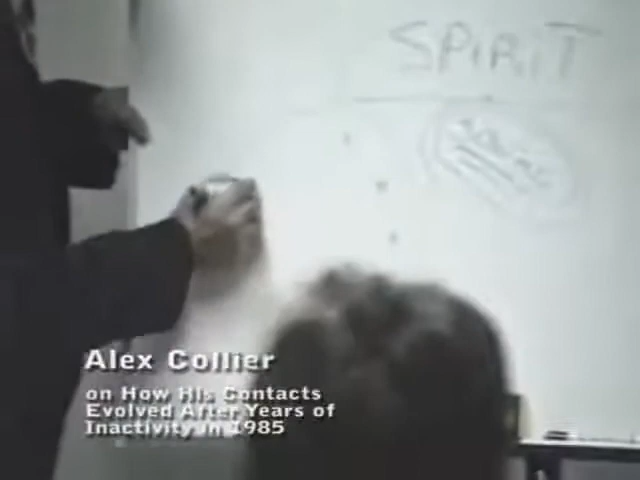 SPIRIT
Alex Collier
on How His Contacts
Evolved After Years of
Inactivity in 1985